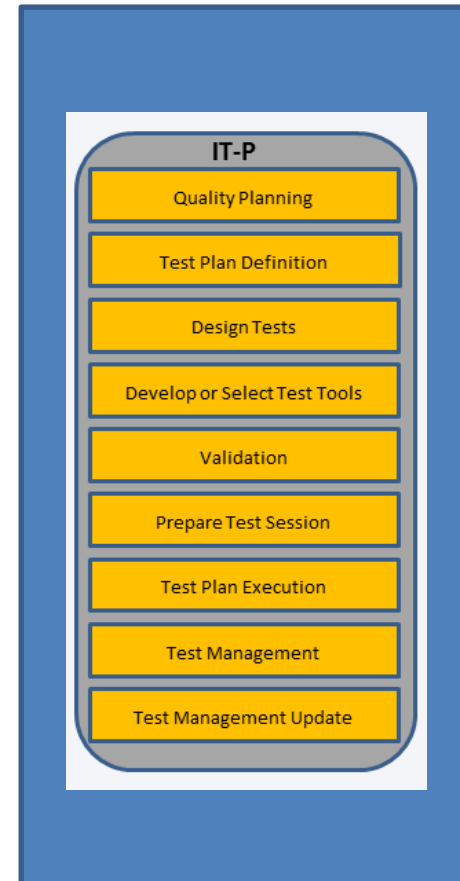 IT-P
Quality Planning
Test Plan Definition
Design Tests
Develop or Select Test Tools
Validation
Prepare Test Session
Test Plan Execution
Test Management
Test Management Update